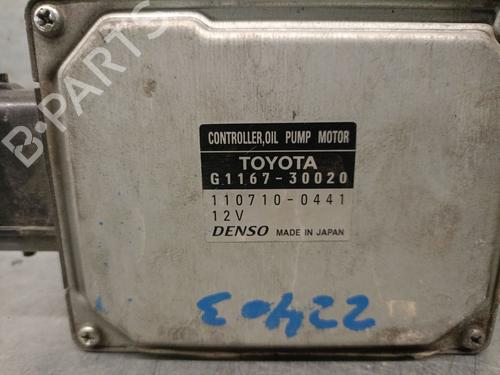 B-PARTS
CONTROLLER,OIL PUMP MOTOR
TOYOTA
G1167-30020
110710-0441
12V
DENSO MADE IN JAPAN
22403